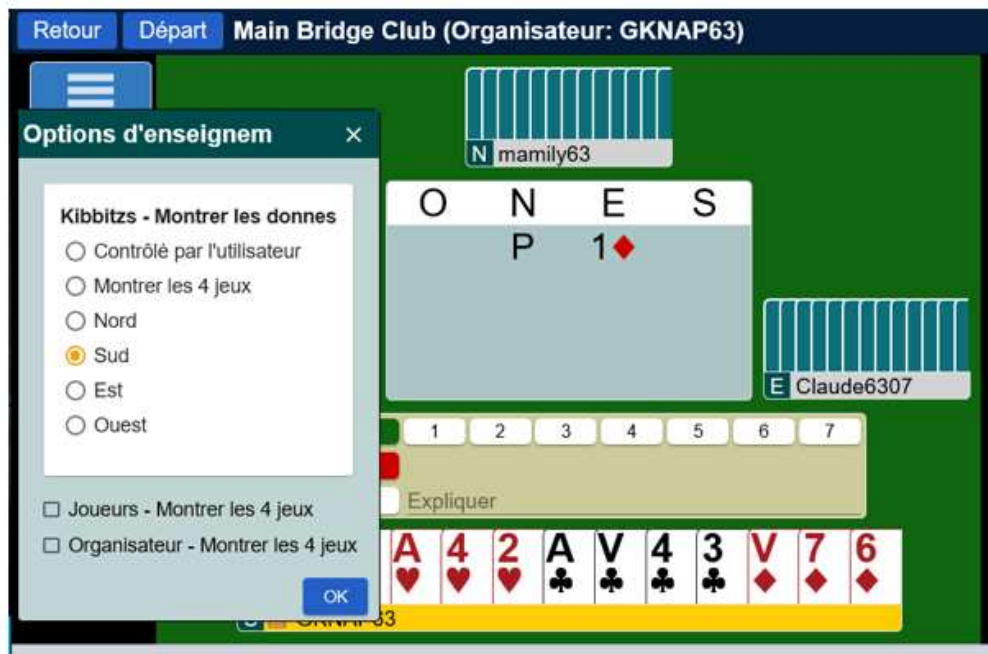 Retour Départ Main Bridge Club (Organisateur: GKNAP63)
Options d'enseignem ×
Kibbitzs - Montrer les donnes
Contrôlé par l'utilisateur
Montrer les 4 jeux
Nord
Sud
Est
Ouest
Joueurs - Montrer les 4 jeux
Organisateur - Montrer les 4 jeux
OK
N mamily63
O N E S
P 1♦
E Claude6307
1 2 3 4 5 6 7
Expliquer
A 4 2 A V 4 3 V 7 6
♥ ♥ ♥ ♣ ♣ ♣ ♣ ♦ ♦ ♦
GKNAP63